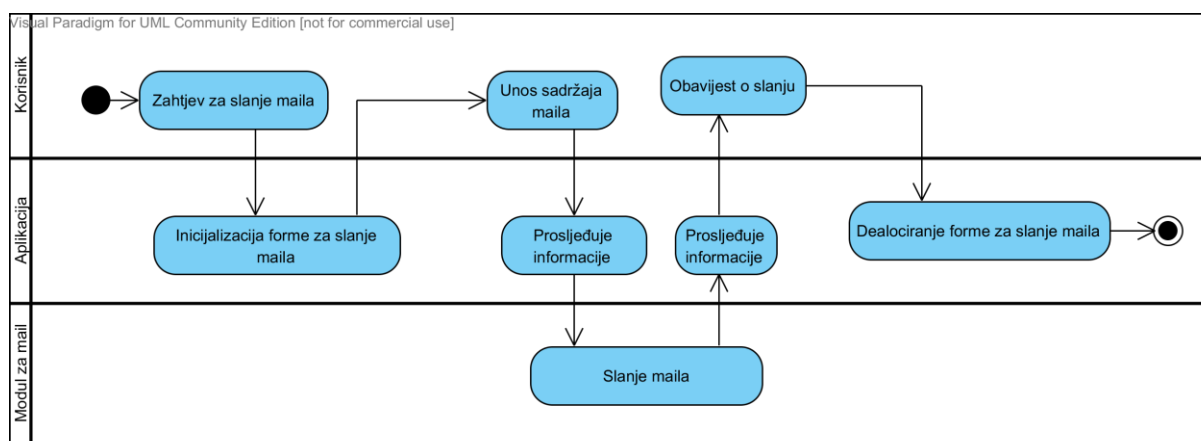 Visual Paradigm for UML Community Edition [not for commercial use]
Korisnik
Zahtjev za slanje maila
Unos sadržaja
maila
Obavijest o slanju
Aplikacija
Inicijalizacija forme za slanje
maila
Prosljeđuje
informacije
Prosljeđuje
informacije
Dealociranje forme za slanje maila
Modul za mail
Slanje maila